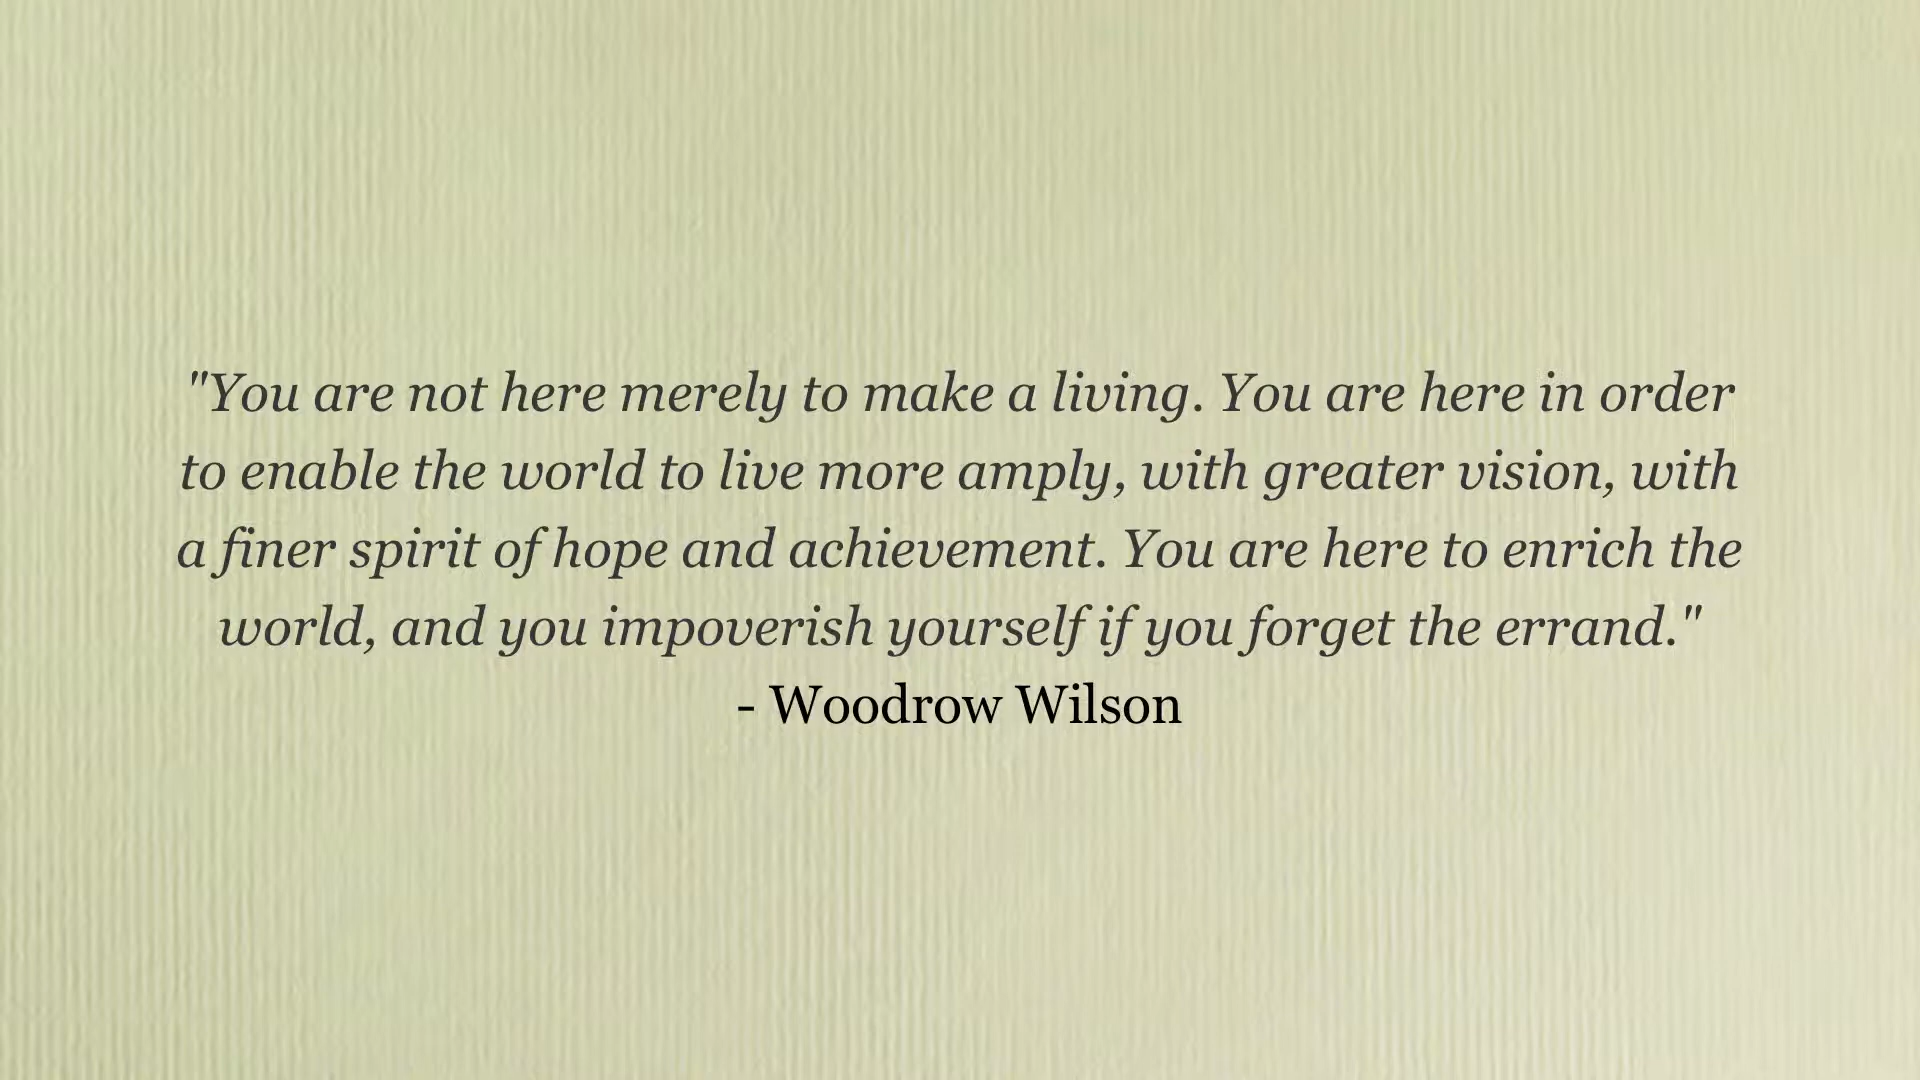 "You are not here merely to make a living. You are here in order
to enable the world to live more amply, with greater vision, with
a finer spirit of hope and achievement. You are here to enrich the
world, and you impoverish yourself if you forget the errand."
- Woodrow Wilson